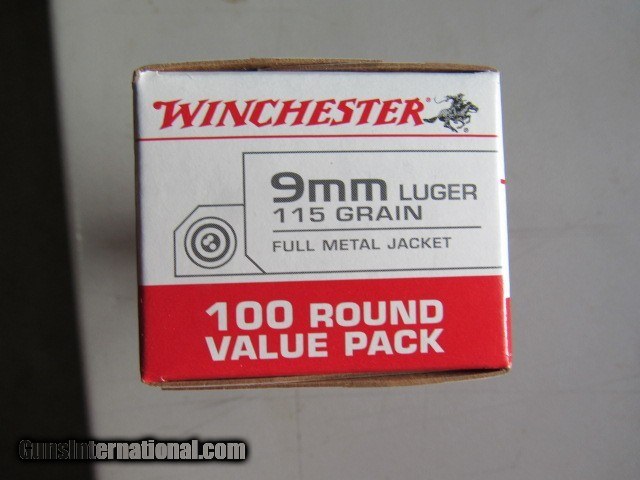 WINCHESTER®
9mm LUGER
115 GRAIN
FULL METAL JACKET
100 ROUND
VALUE PACK
GunsInternational.com